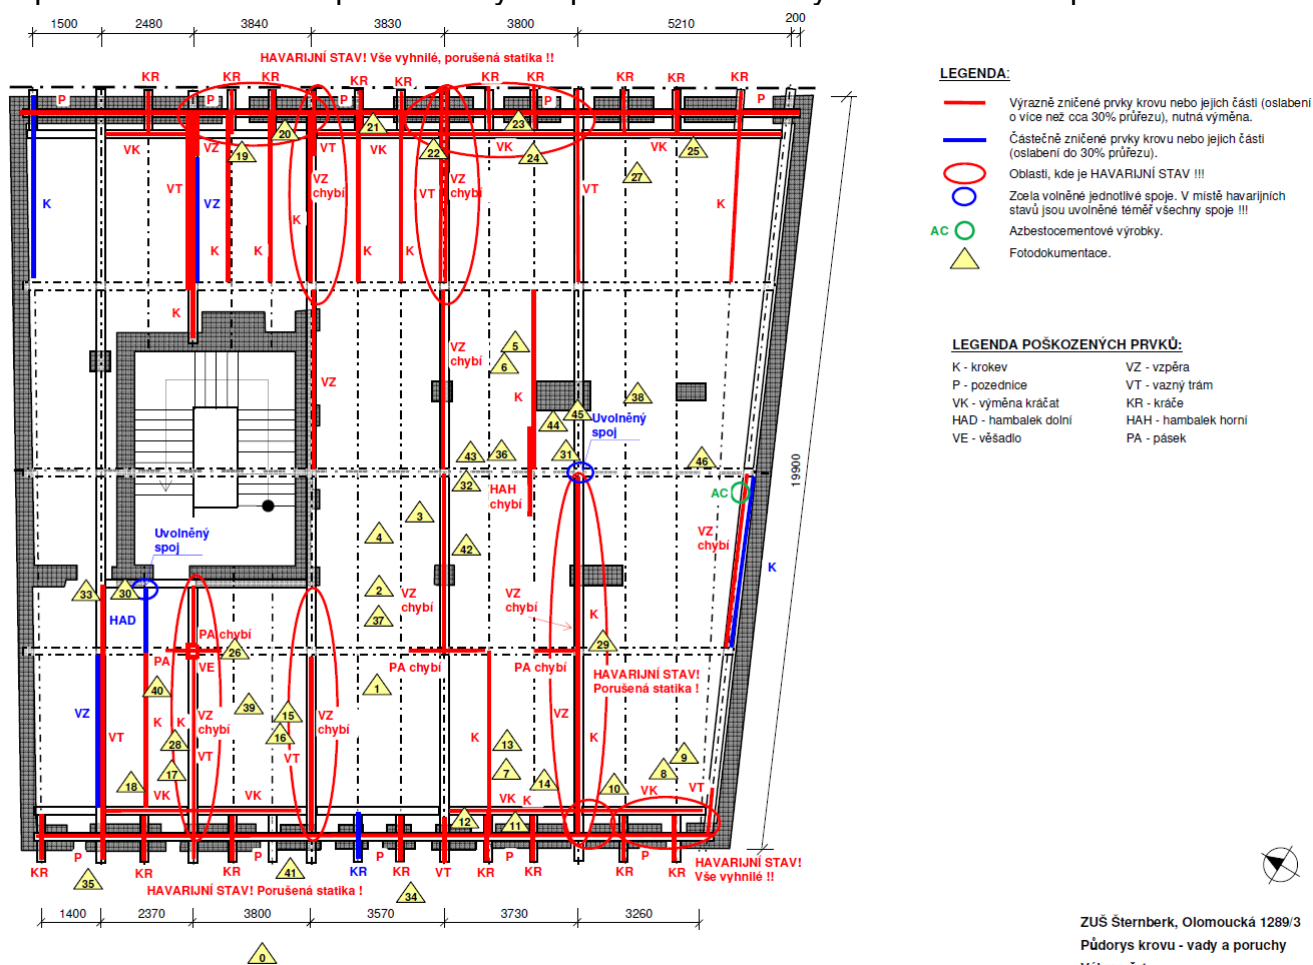 1500 2480 3840 3830 3800 5210 200
HAVARIJNÍ STAV! Vše vyhnilé, porušená statika !!
KR KR KR KR KR KR KR KR KR KR
P P P P P
20 21 23
VK VZ 19 VT VK 22 VK 24 VK 25
VT VZ chybí VT VZ chybí VT 27
K VZ K K
K K K K
K
5
VZ chybí
6
VZ K 38
45 Uvolněný spoj
44
43 36 31 46
32 HAH chybí AC
3
4 VZ chybí
Uvolněný spoj
42
19900
K
33 30 2 VZ chybí VZ chybí K
HAD 37
PA chybí 29
PA VE 26 PA chybí PA chybí
HAVARIJNÍ STAV!
Porušená statika !
40 1
39
VZ K K VZ chybí 15 VZ chybí VZ
VT 28 16 K 13 K 9
VT VT
17 7 8
18 14 10 VT
VK VK VK K VK
12 11
P P P P P
KR KR KR KR KR VT KR KR KR KR
HAVARIJNÍ STAV!
Vše vyhnilé !!
35 41
HAVARIJNÍ STAV! Porušená statika !
34
1400 2370 3800 3570 3730 3260
0
LEGENDA:
Výrazně zničené prvky krovu nebo jejich části (oslabení
o více než cca 30% průřezu), nutná výměna.
Částečně zničené prvky krovu nebo jejich části
(oslabení do 30% průřezu).
Oblasti, kde je HAVARIJNÍ STAV !!!
Zcela volněné jednotlivé spoje. V místě havarijních
stavů jsou uvolněné téměř všechny spoje !!!
AC Azbestocementové výrobky.
Fotodokumentace.
LEGENDA POŠKOZENÝCH PRVKŮ:
K - krokev VZ - vzpěra
P - pozednice VT - vazný trám
VK - výměna kráčat KR - kráče
HAD - hambalek dolní HAH - hambalek horní
VE - věšadlo PA - pásek
ZUŠ Šternberk, Olomoucká 1289/3
Půdorys krovu - vady a poruchy